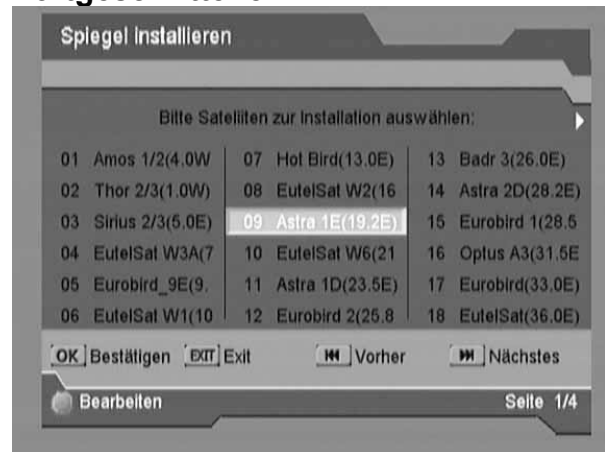 Spiegel Installieren
Bitte Satelliten zur Installation auswählen:
01 Amos 1/2(4.0W 07 Hot Bird(13.0E) 13 Badr 3(26.0E)
02 Thor 2/3(1.0W) 08 EutelSat W2(16 14 Astra 2D(28.2E)
03 Sirius 2/3(5.0E) 09 Astra 1E(19.2E) 15 Eurobird 1(28.5
04 EutelSat W3A(7 10 EutelSat W6(21 16 Optus A3(31.5E
05 Eurobird_9E(9. 11 Astra 1D(23.5E) 17 Eurobird(33.0E)
06 EutelSat W1(10 12 Eurobird 2(25.8 18 EutelSat(36.0E)
OK Bestätigen EXIT Exit Vorher Nächstes
Bearbeiten Seite 1/4